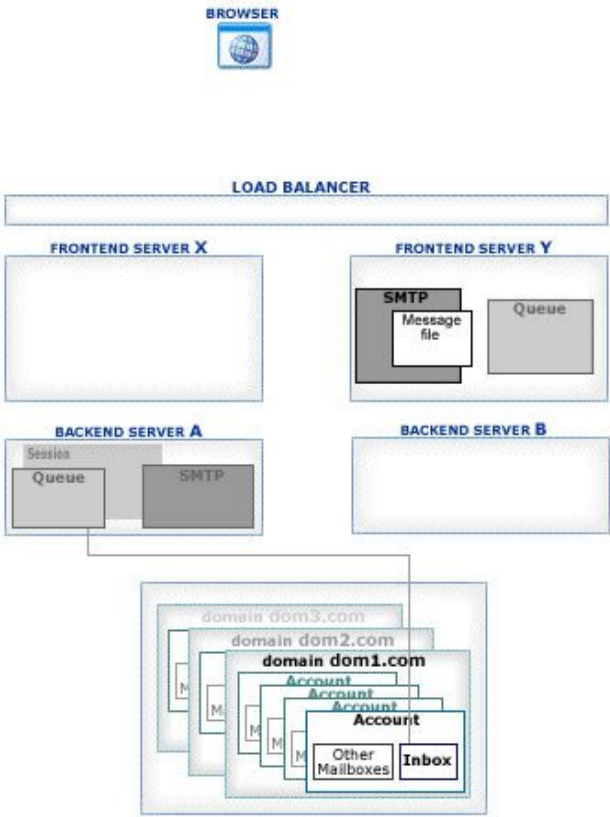 BROWSER
LOAD BALANCER
FRONTEND SERVER X
FRONTEND SERVER Y
SMTP
Message
file
Queue
BACKEND SERVER A
BACKEND SERVER B
Session
Queue
SMTP
domain dom3.com
domain dom2.com
domain dom1.com
Account
Account
Account
Account
M
M
M
M
M
Other
Mailboxes
Inbox